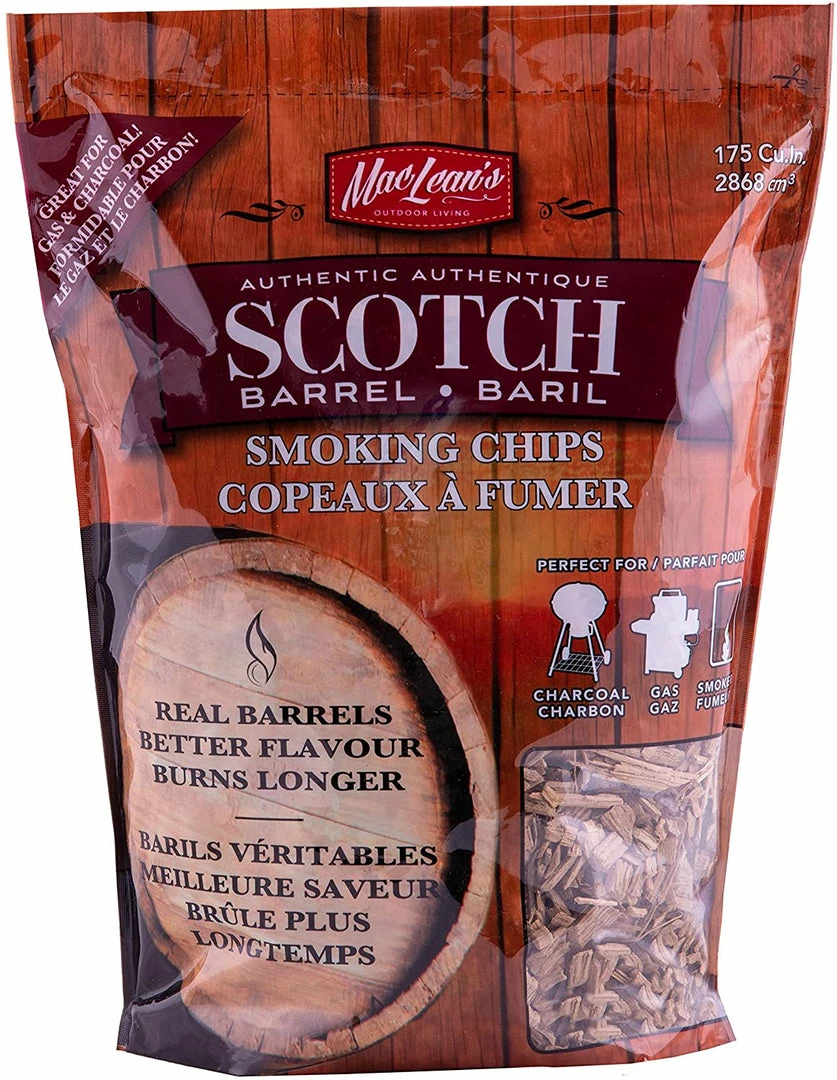 GREAT FOR
GAS & CHARCOAL!
FORMIDABLE POUR
LE GAZ ET LE CHARBON!
MacLean's
OUTDOOR LIVING
175 Cu.In.
2868 cm³
AUTHENTIC AUTHENTIQUE
SCOTCH
BARREL • BARIL
SMOKING CHIPS
COPEAUX À FUMER
PERFECT FOR / PARFAIT POUR
CHARCOAL
CHARBON
GAS
GAZ
REAL BARRELS
BETTER FLAVOUR
BURNS LONGER
BARILS VÉRITABLES
MEILLEURE SAVEUR
BRÛLE PLUS
LONGTEMPS